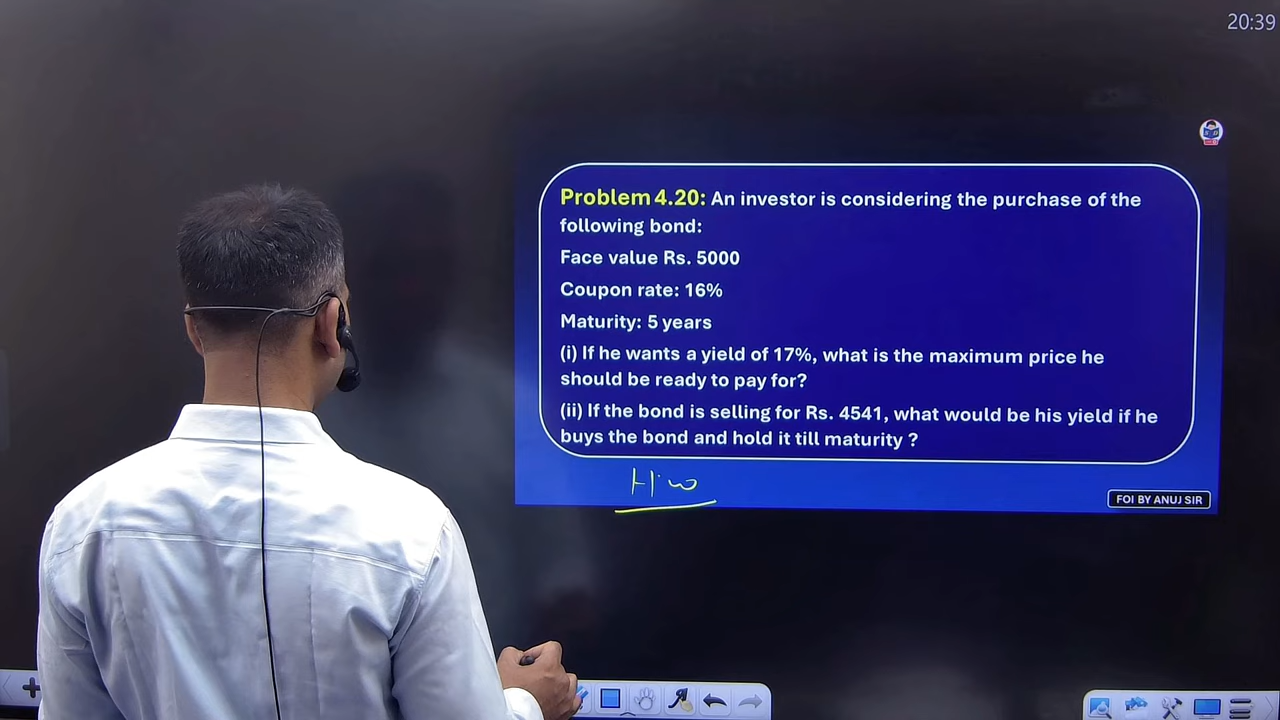 20:39
Problem 4.20: An investor is considering the purchase of the
following bond:
Face value Rs. 5000
Coupon rate: 16%
Maturity: 5 years
(i) If he wants a yield of 17%, what is the maximum price he
should be ready to pay for?
(ii) If the bond is selling for Rs. 4541, what would be his yield if he
buys the bond and hold it till maturity ?
FOI BY ANUJ SIR